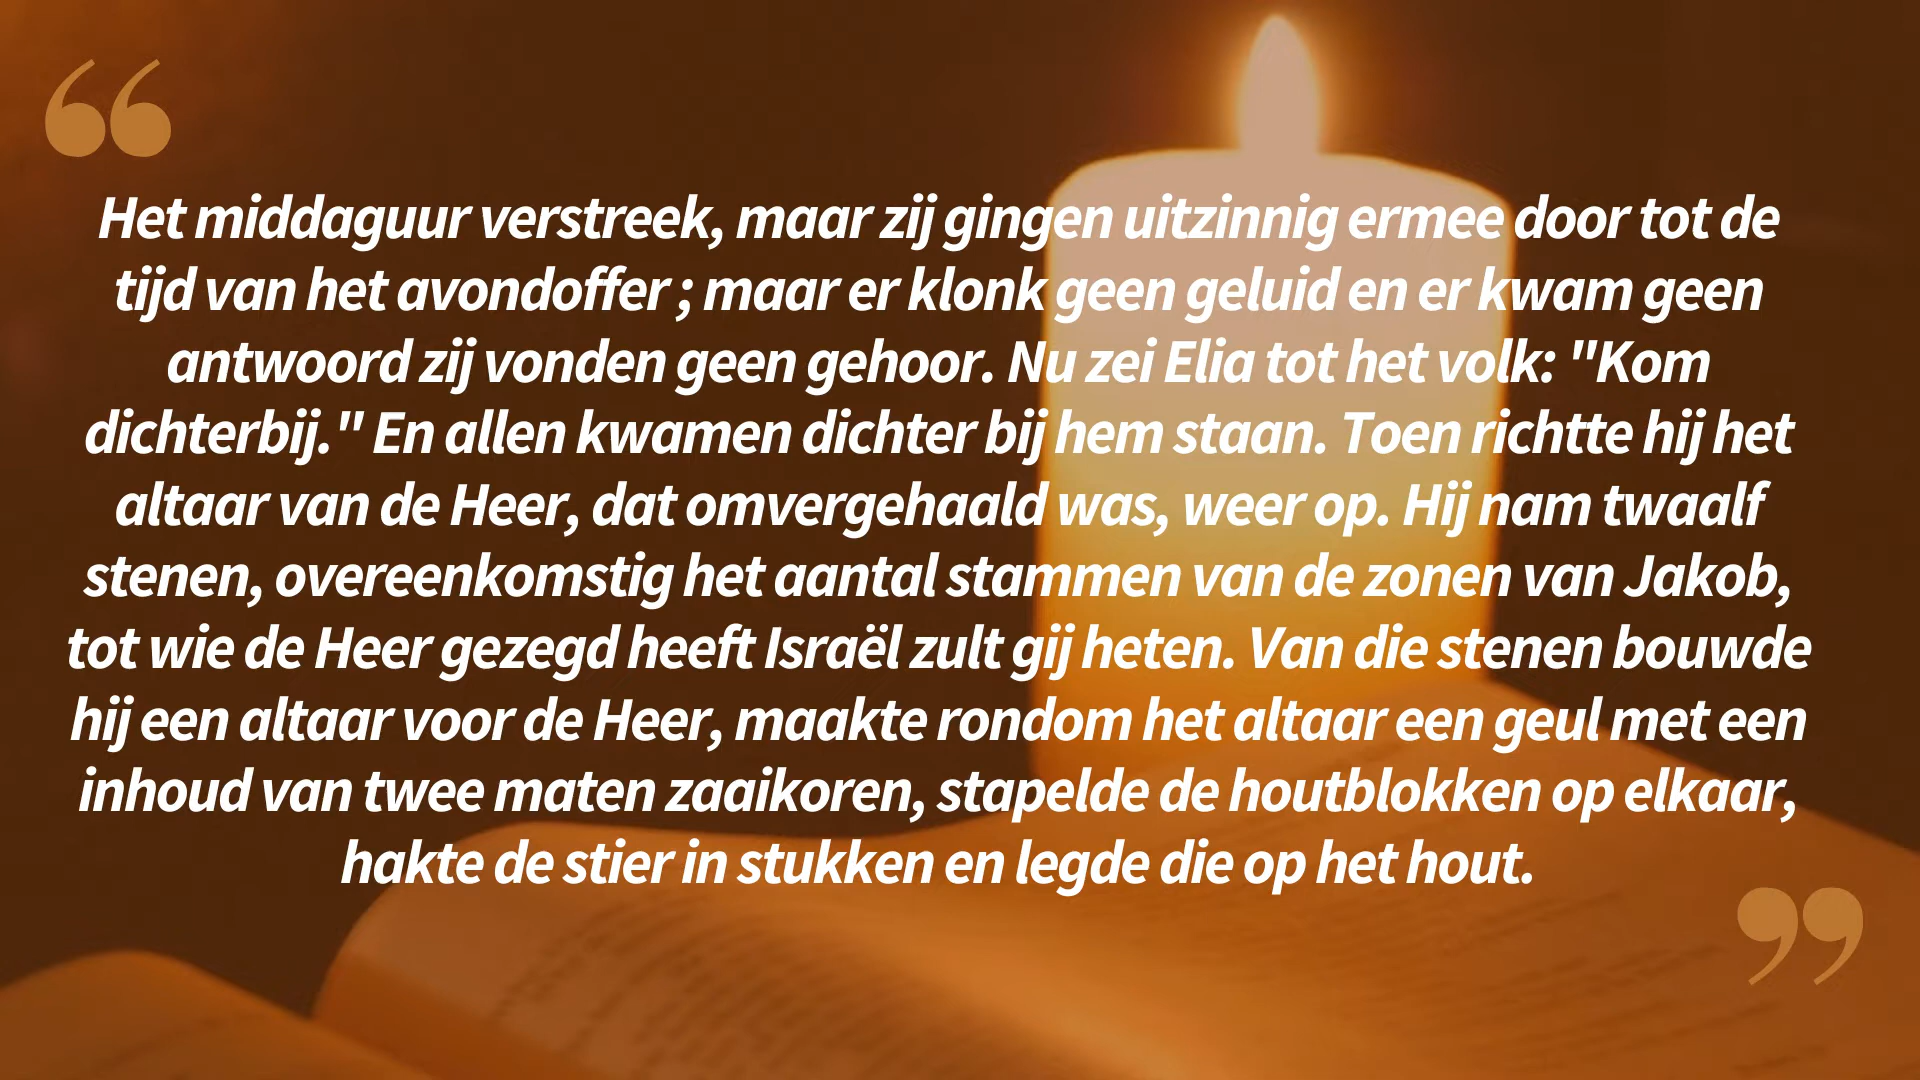 Het middaguur verstreek, maar zij gingen uitzinnig ermee door tot de
tijd van het avondoffer ; maar er klonk geen geluid en er kwam geen
antwoord zij vonden geen gehoor. Nu zei Elia tot het volk: "Kom
dichterbij." En allen kwamen dichter bij hem staan. Toen richtte hij het
altaar van de Heer, dat omvergehaald was, weer op. Hij nam twaalf
stenen, overeenkomstig het aantal stammen van de zonen van Jakob,
tot wie de Heer gezegd heeft Israël zult gij heten. Van die stenen bouwde
hij een altaar voor de Heer, maakte rondom het altaar een geul met een
inhoud van twee maten zaaikoren, stapelde de houtblokken op elkaar,
hakte de stier in stukken en legde die op het hout.